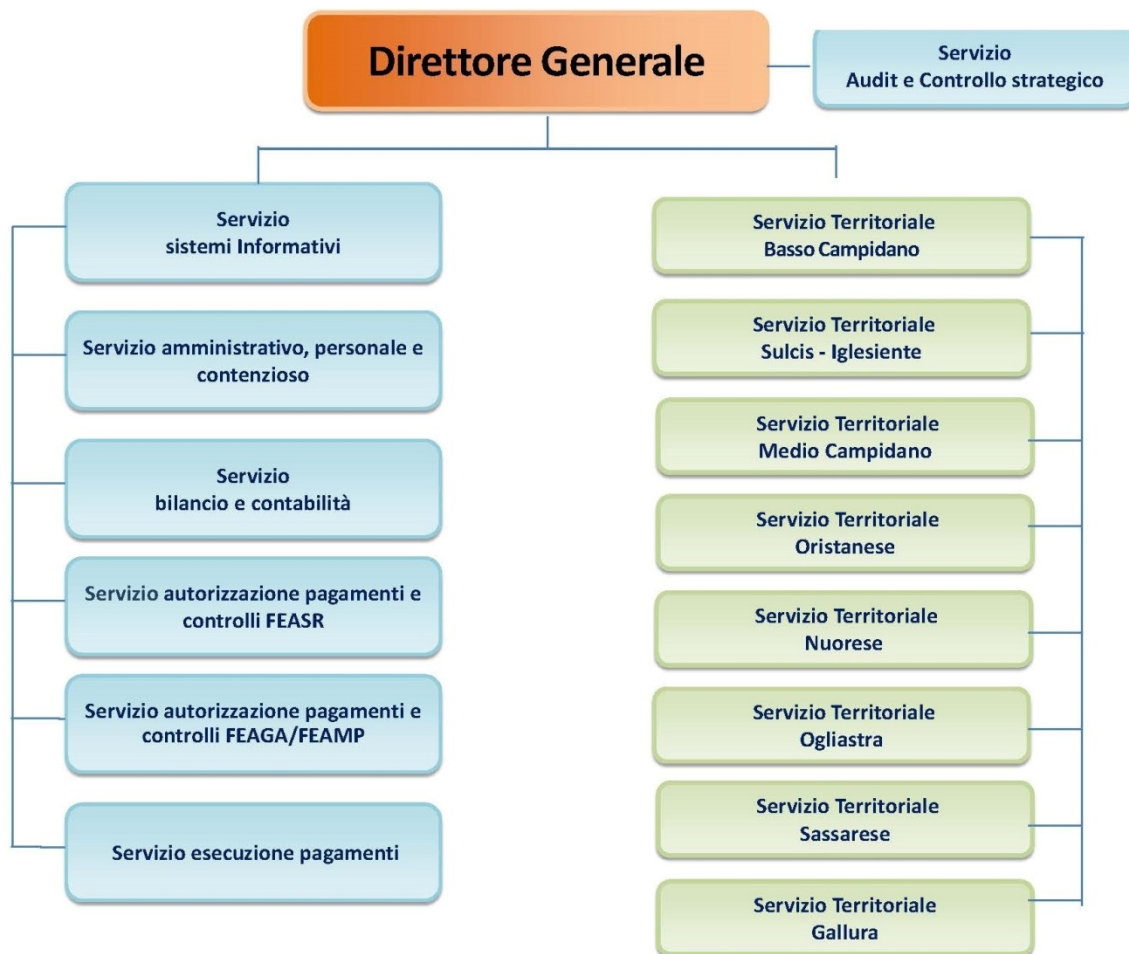 Direttore Generale
Servizio
Audit e Controllo strategico
Servizio
sistemi Informativi
Servizio amministrativo, personale e
contenzioso
Servizio
bilancio e contabilità
Servizio autorizzazione pagamenti e
controlli FEASR
Servizio autorizzazione pagamenti e
controlli FEAGA/FEAMP
Servizio esecuzione pagamenti
Servizio Territoriale
Basso Campidano
Servizio Territoriale
Sulcis - Iglesiente
Servizio Territoriale
Medio Campidano
Servizio Territoriale
Oristanese
Servizio Territoriale
Nuorese
Servizio Territoriale
Ogliastra
Servizio Territoriale
Sassarese
Servizio Territoriale
Gallura